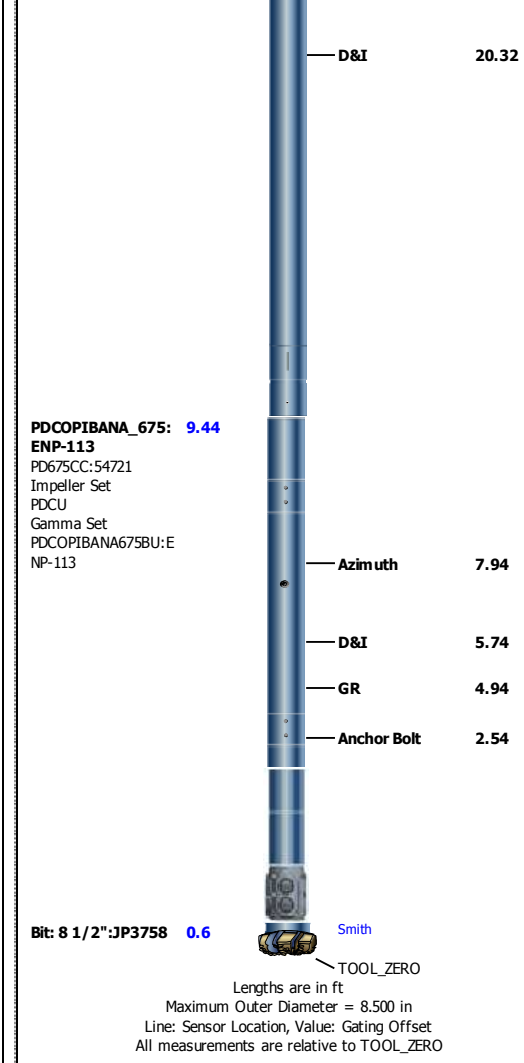 D&I 20.32
PDCOPIBANA_675: 9.44
ENP-113
PD675CC:54721
Impeller Set
PDCU
Gamma Set
PDCOPIBANA675BU:E
NP-113
Azimuth 7.94
D&I 5.74
GR 4.94
Anchor Bolt 2.54
Bit: 8 1/2":JP3758 0.6
Smith
TOOL_ZERO
Lengths are in ft
Maximum Outer Diameter = 8.500 in
Line: Sensor Location, Value: Gating Offset
All measurements are relative to TOOL_ZERO